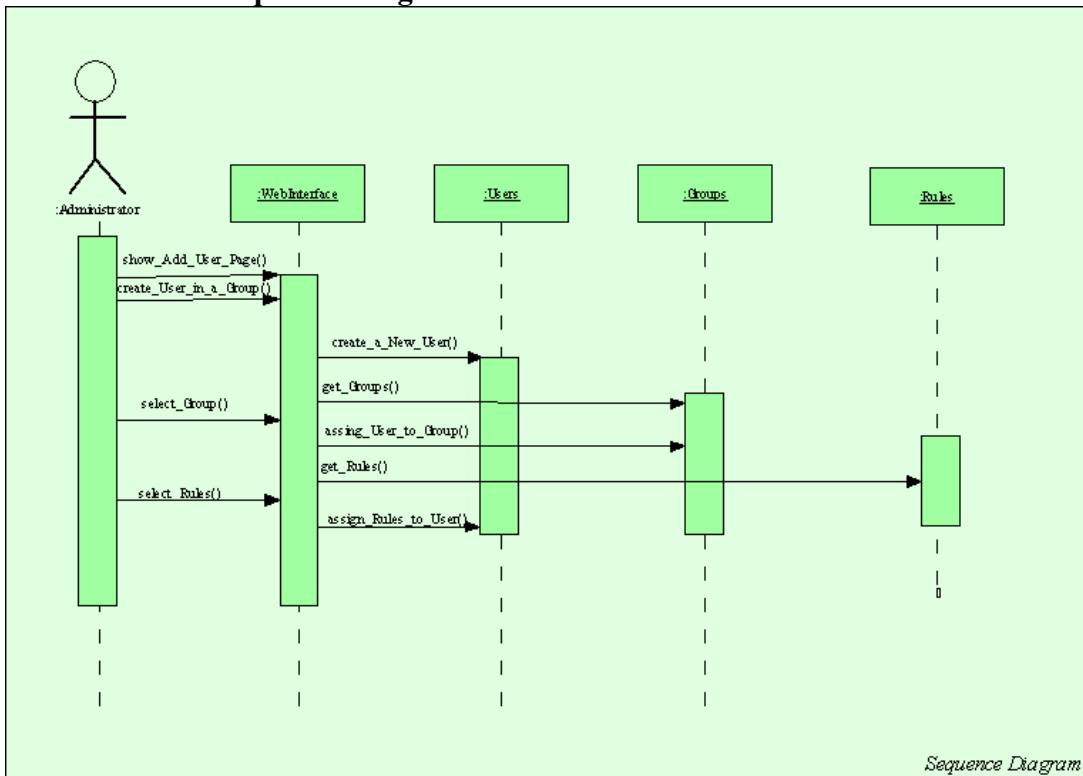 :Administrator
:WebInterface
:Users
:Groups
:Rules
show_Add_User_Page()
create_User_in_a_Group()
create_a_New_User()
get_Groups()
select_Group()
assing_User_to_Group()
get_Rules()
select_Rules()
assign_Rules_to_User()
Sequence Diagram